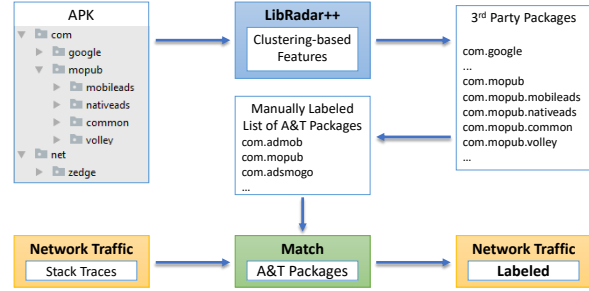 APK
com
google
mopub
mobileads
nativeads
common
volley
net
zedge
LibRadar++
Clustering-based
Features
3rd Party Packages
com.google
...
com.mopub
com.mopub.mobileads
com.mopub.nativeads
com.mopub.common
com.mopub.volley
...
Manually Labeled
List of A&T Packages
com.admob
com.mopub
com.adsmogo
...
Network Traffic
Stack Traces
Match
A&T Packages
Network Traffic
Labeled